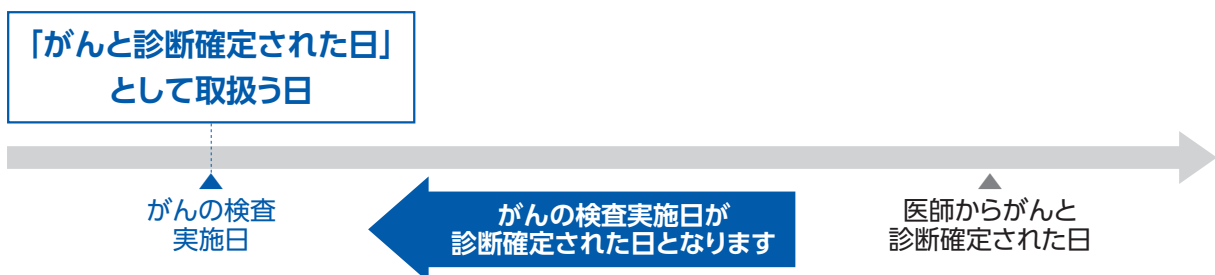 「がんと診断確定された日」
として取扱う日
がんの検査
実施日
がんの検査実施日が
診断確定された日となります
医師からがんと
診断確定された日